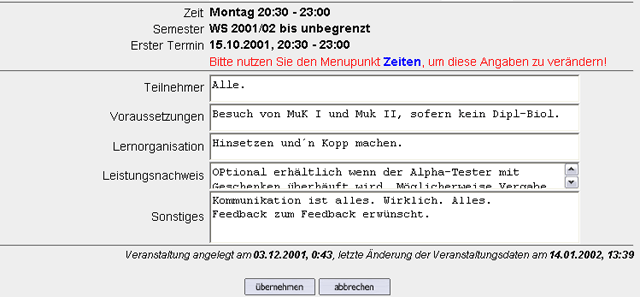 Zeit Montag 20:30 - 23:00
Semester WS 2001/02 bis unbegrenzt
Erster Termin 15.10.2001, 20:30 - 23:00
Bitte nutzen Sie den Menupunkt Zeiten, um diese Angaben zu verändern!
Teilnehmer Alle.
Voraussetzungen Besuch von MuK I und Muk II, sofern kein Dipl-Biol.
Lernorganisation Hinsetzen und´n Kopp machen.
Leistungsnachweis OPtional erhältlich wenn der Alpha-Tester mit
Geschenken überhäuft wird. Möglicherweise Vergabe
Kommunikation ist alles. Wirklich. Alles.
Sonstiges Feedback zum Feedback erwünscht.
Veranstaltung angelegt am 03.12.2001, 0:43, letzte Änderung der Veranstaltungsdaten am 14.01.2002, 13:39
übernehmen abbrechen